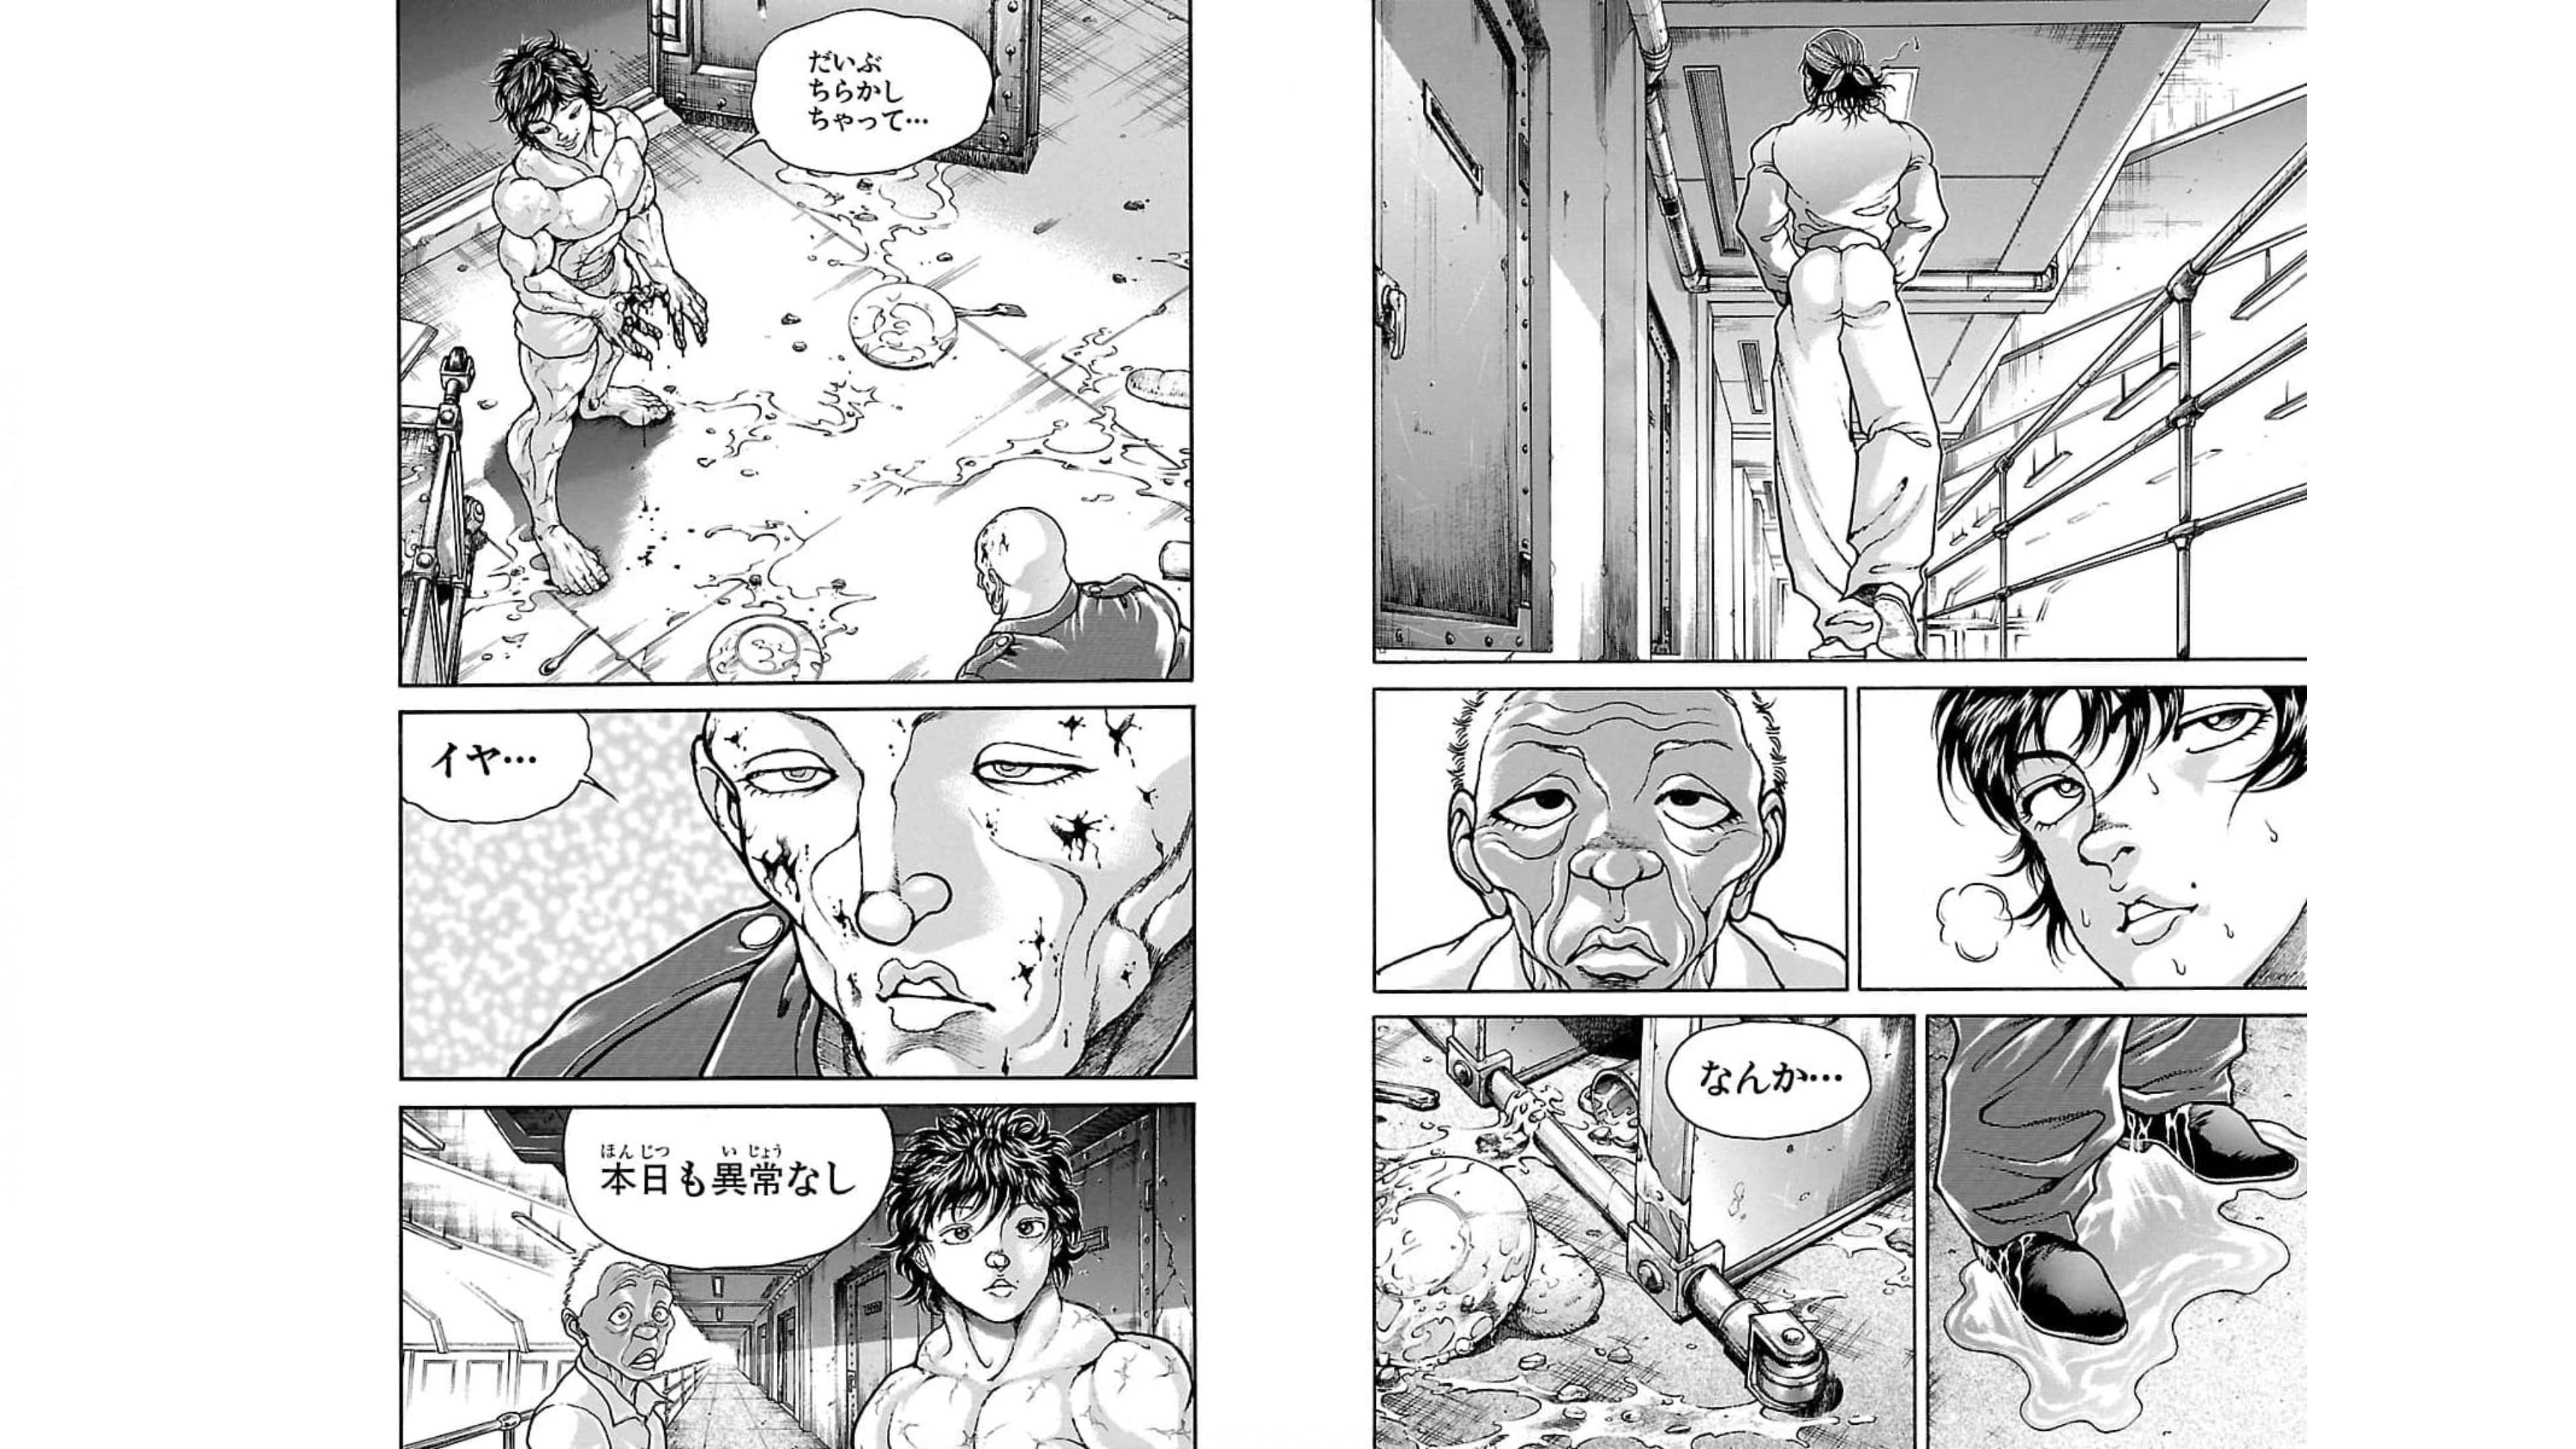 なんか…
だいぶ
ちらかし
ちゃって…
イヤ…
ほんじつ いじょう
本日も異常なし